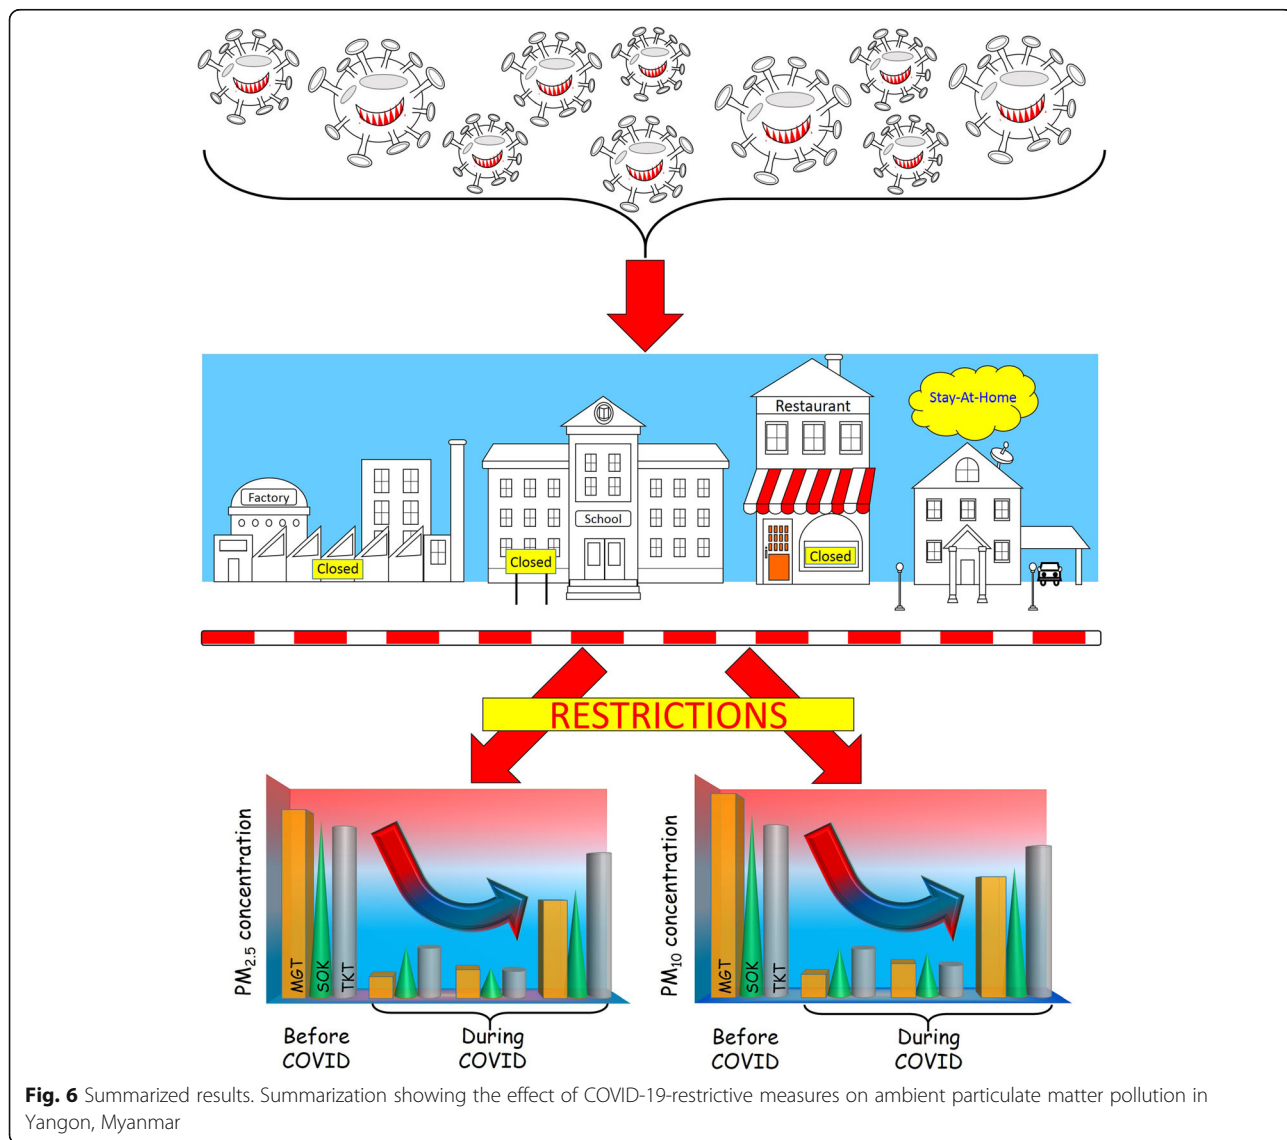 Stay-At-Home
Restaurant
Factory
School
Closed
Closed
Closed
RESTRICTIONS
PM2.5 concentration
MGT
SOK
TKT
Before
COVID
During
COVID
PM10 concentration
MGT
SOK
TKT
Before
COVID
During
COVID
Fig. 6 Summarized results. Summarization showing the effect of COVID-19-restrictive measures on ambient particulate matter pollution in
Yangon, Myanmar